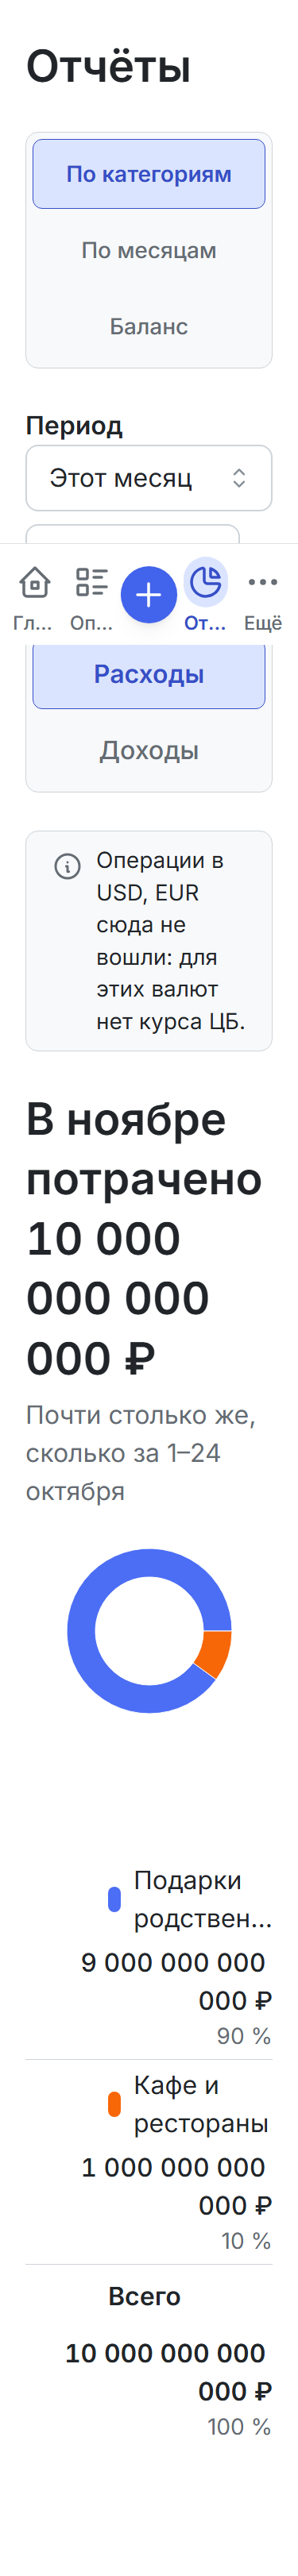 Отчёты
По категориям
По месяцам
Баланс
Период
Этот месяц
Гл...
Оп...
От...
Ещё
Расходы
Доходы
Операции в
USD, EUR
сюда не
вошли: для
этих валют
нет курса ЦБ.
В ноябре
потрачено
10 000
000 000
000 ₽
Почти столько же,
сколько за 1–24
октября
Подарки
родствен...
9 000 000 000
000 ₽
90 %
Кафе и
рестораны
1 000 000 000
000 ₽
10 %
Всего
10 000 000 000
000 ₽
100 %